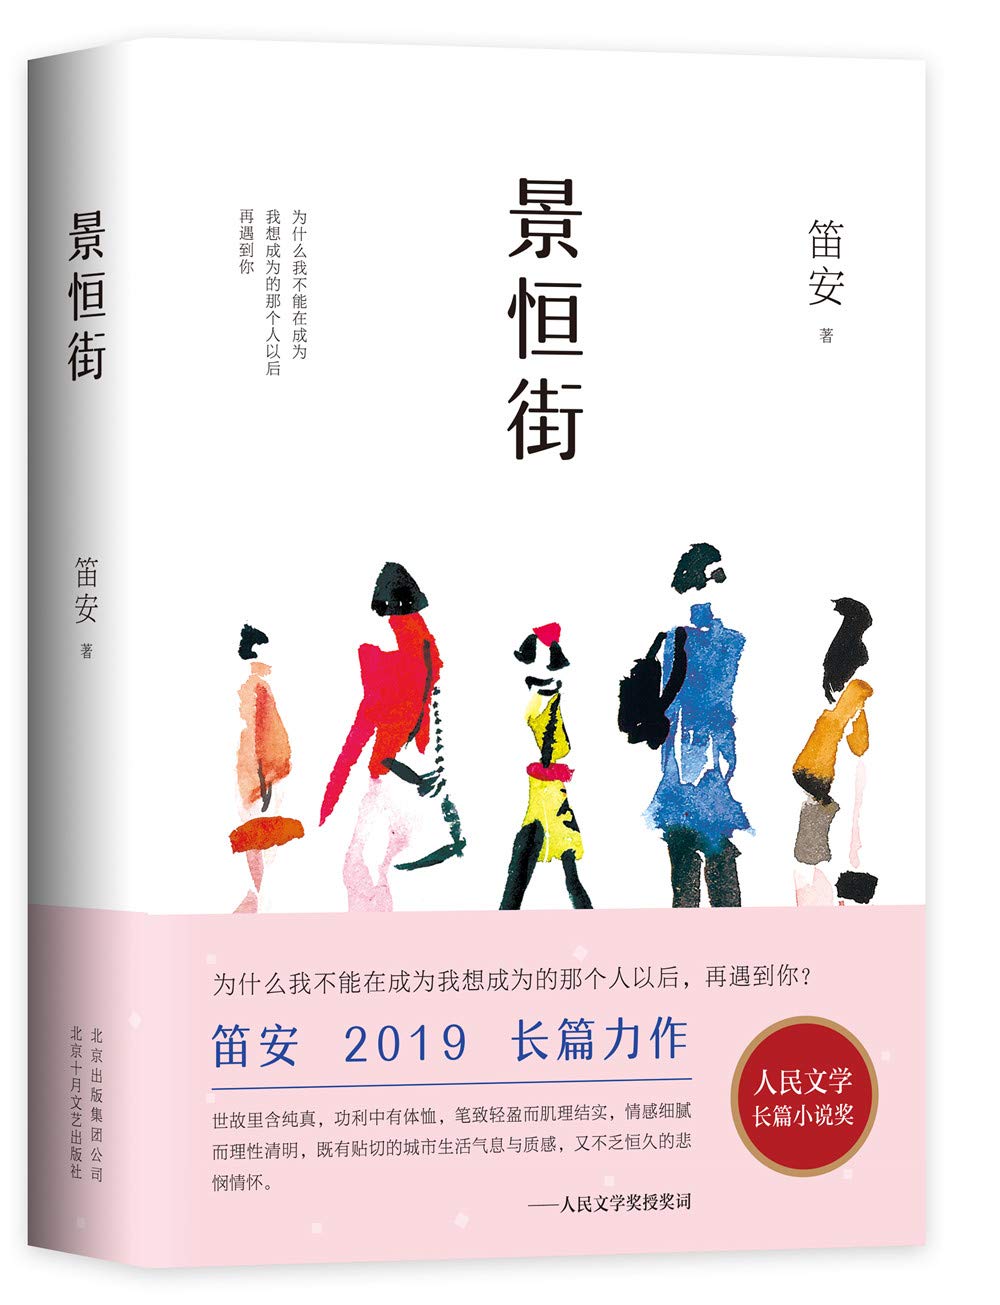 景恒街
笛安
著
北京出版集团公司
北京十月文艺出版社
笛安
著
景恒街
为什么我不能在成为
我想成为的那个人以后
再遇到你
为什么我不能在成为我想成为的那个人以后，再遇到你？
笛安 2019 长篇力作
世故里含纯真，功利中有体恤，笔致轻盈而肌理结实，情感细腻
而理性清明，既有贴切的城市生活气息与质感，又不乏恒久的悲
悯情怀。
——人民文学奖授奖词
人民文学
长篇小说奖